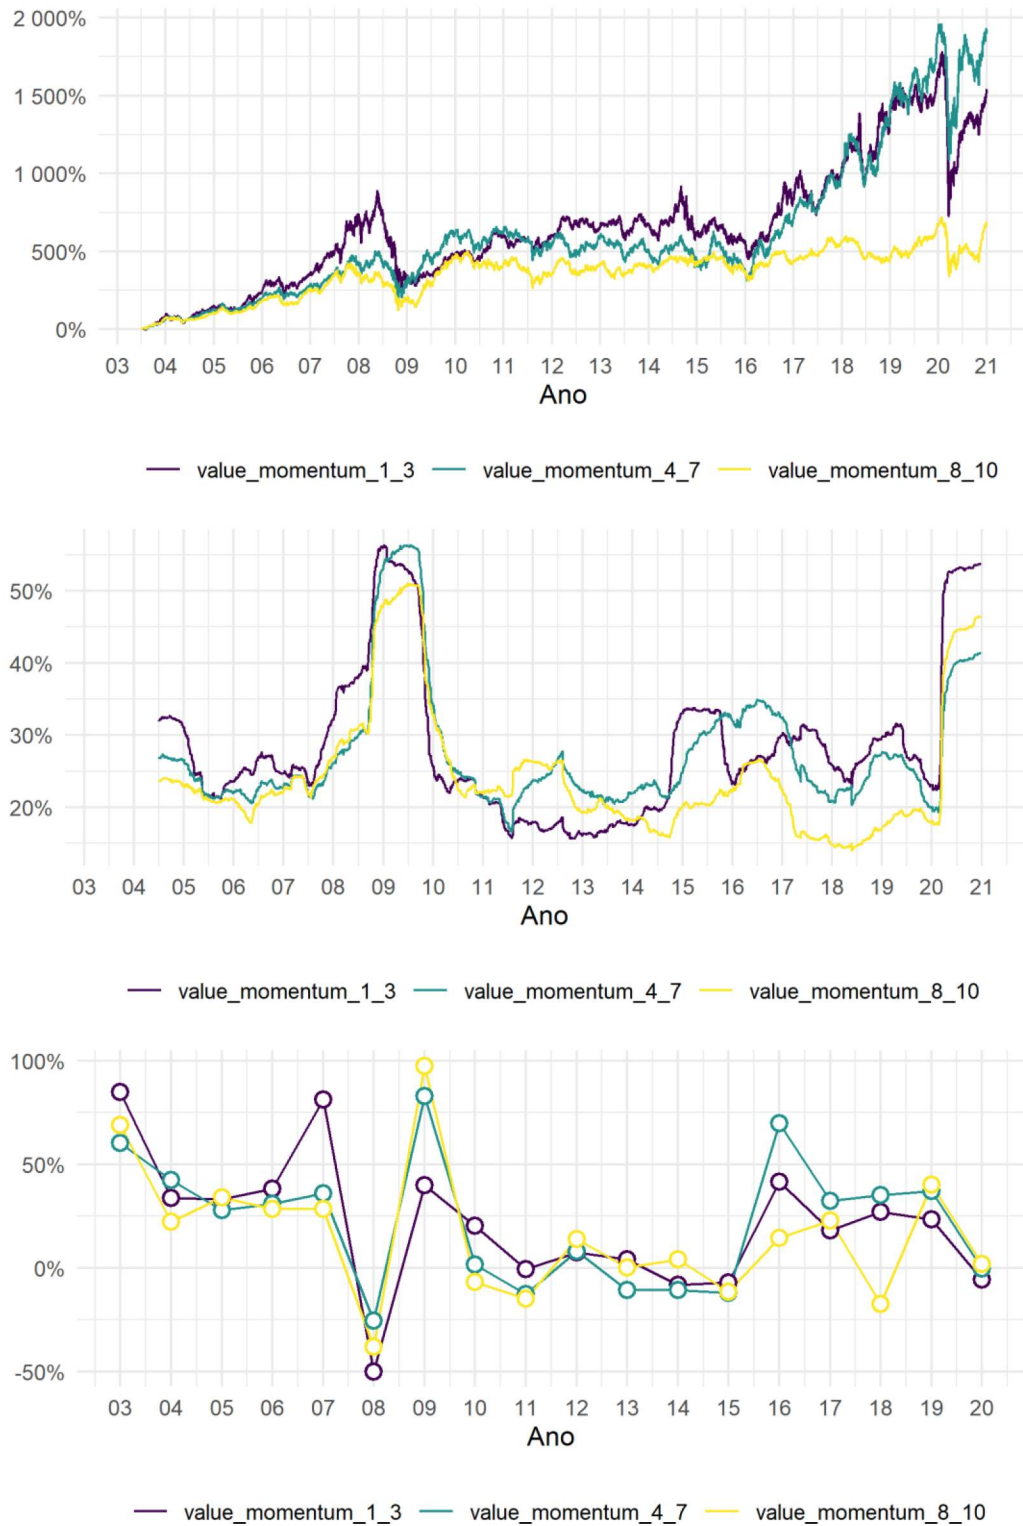 2 000%
1 500%
1 000%
500%
0%
03 04 05 06 07 08 09 10 11 12 13 14 15 16 17 18 19 20 21
Ano
value_momentum_1_3 value_momentum_4_7 value_momentum_8_10
50%
40%
30%
20%
03 04 05 06 07 08 09 10 11 12 13 14 15 16 17 18 19 20 21
Ano
value_momentum_1_3 value_momentum_4_7 value_momentum_8_10
100%
50%
0%
-50%
03 04 05 06 07 08 09 10 11 12 13 14 15 16 17 18 19 20
Ano
value_momentum_1_3 value_momentum_4_7 value_momentum_8_10